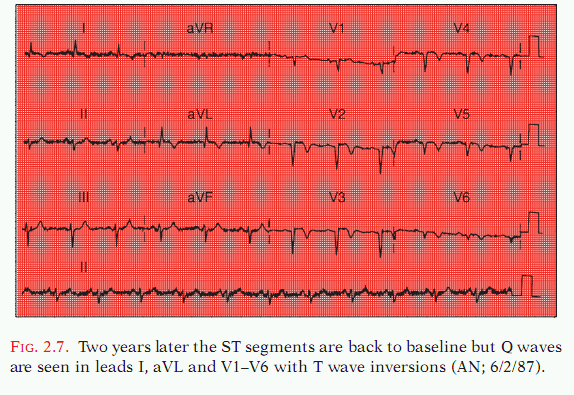 I aVR V1 V4
II aVL V2 V5
III aVF V3 V6
II
FIG. 2.7. Two years later the ST segments are back to baseline but Q waves
are seen in leads I, aVL and V1–V6 with T wave inversions (AN; 6/2/87).